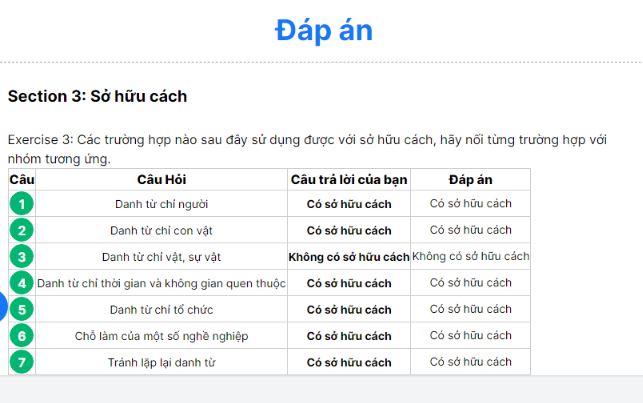 Đáp án
Section 3: Sở hữu cách
Exercise 3: Các trường hợp nào sau đây sử dụng được với sở hữu cách, hãy nối từng trường hợp với
nhóm tương ứng.
Câu Câu Hỏi Câu trả lời của bạn Đáp án
1 Danh từ chỉ người Có sở hữu cách Có sở hữu cách
2 Danh từ chỉ con vật Có sở hữu cách Có sở hữu cách
3 Danh từ chỉ vật, sự vật Không có sở hữu cách Không có sở hữu cách
4 Danh từ chỉ thời gian và không gian quen thuộc Có sở hữu cách Có sở hữu cách
5 Danh từ chỉ tổ chức Có sở hữu cách Có sở hữu cách
6 Chỗ làm của một số nghề nghiệp Có sở hữu cách Có sở hữu cách
7 Tránh lặp lại danh từ Có sở hữu cách Có sở hữu cách